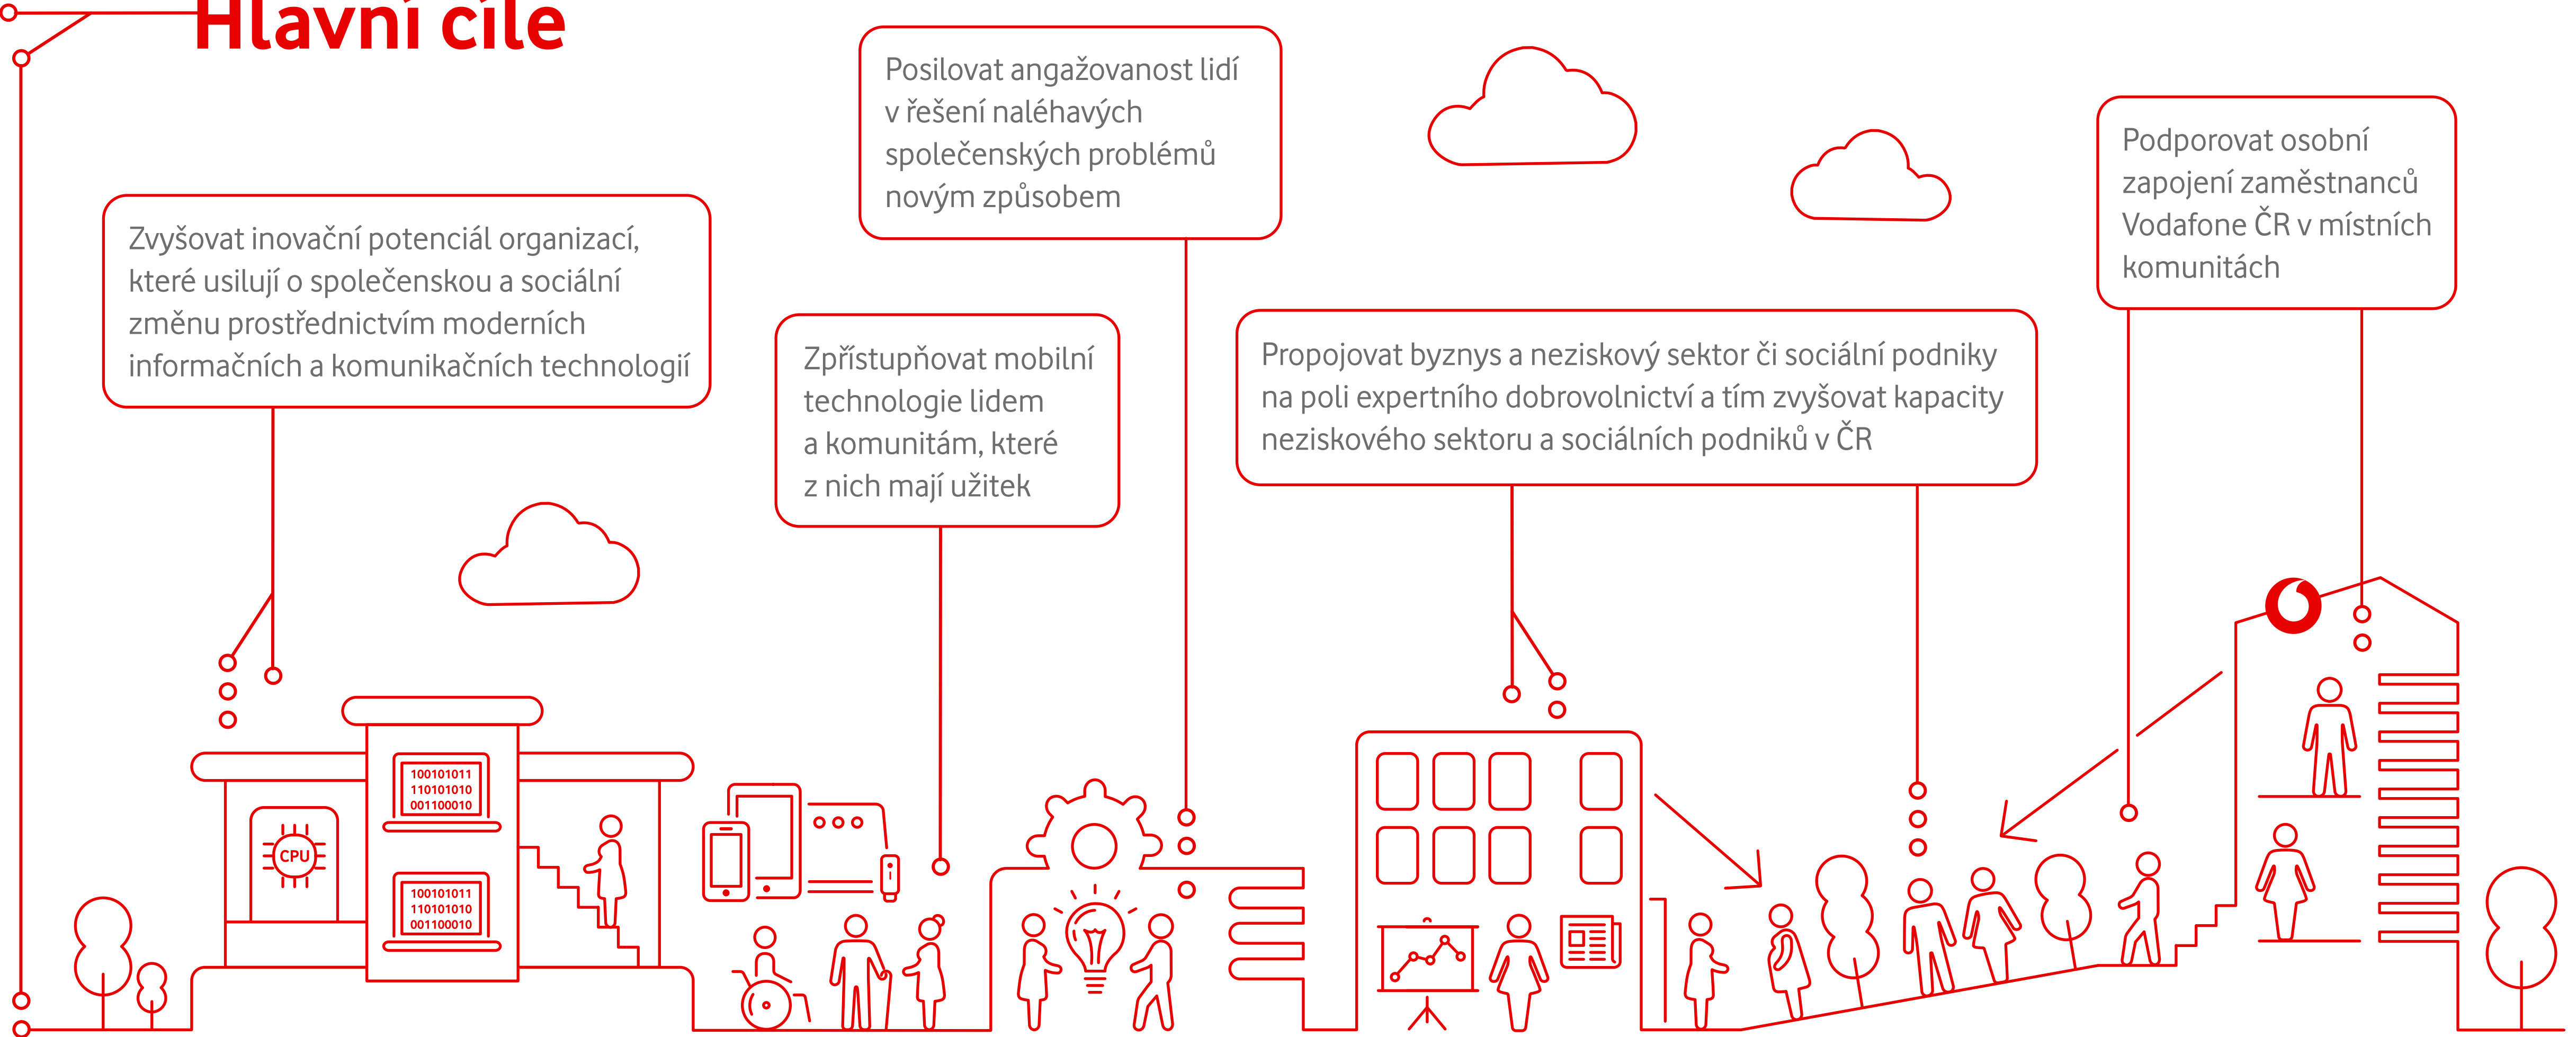 Hlavní cíle
Zvyšovat inovační potenciál organizací,
které usilují o společenskou a sociální
změnu prostřednictvím moderních
informačních a komunikačních technologií
Zpřístupňovat mobilní
technologie lidem
a komunitám, které
z nich mají užitek
Posilovat angažovanost lidí
v řešení naléhavých
společenských problémů
novým způsobem
Propojovat byznys a neziskový sektor či sociální podniky
na poli expertního dobrovolnictví a tím zvyšovat kapacity
neziskového sektoru a sociálních podniků v ČR
Podporovat osobní
zapojení zaměstnanců
Vodafone ČR v místních
komunitách
CPU
100101011
110101010
001100010
100101011
110101010
001100010